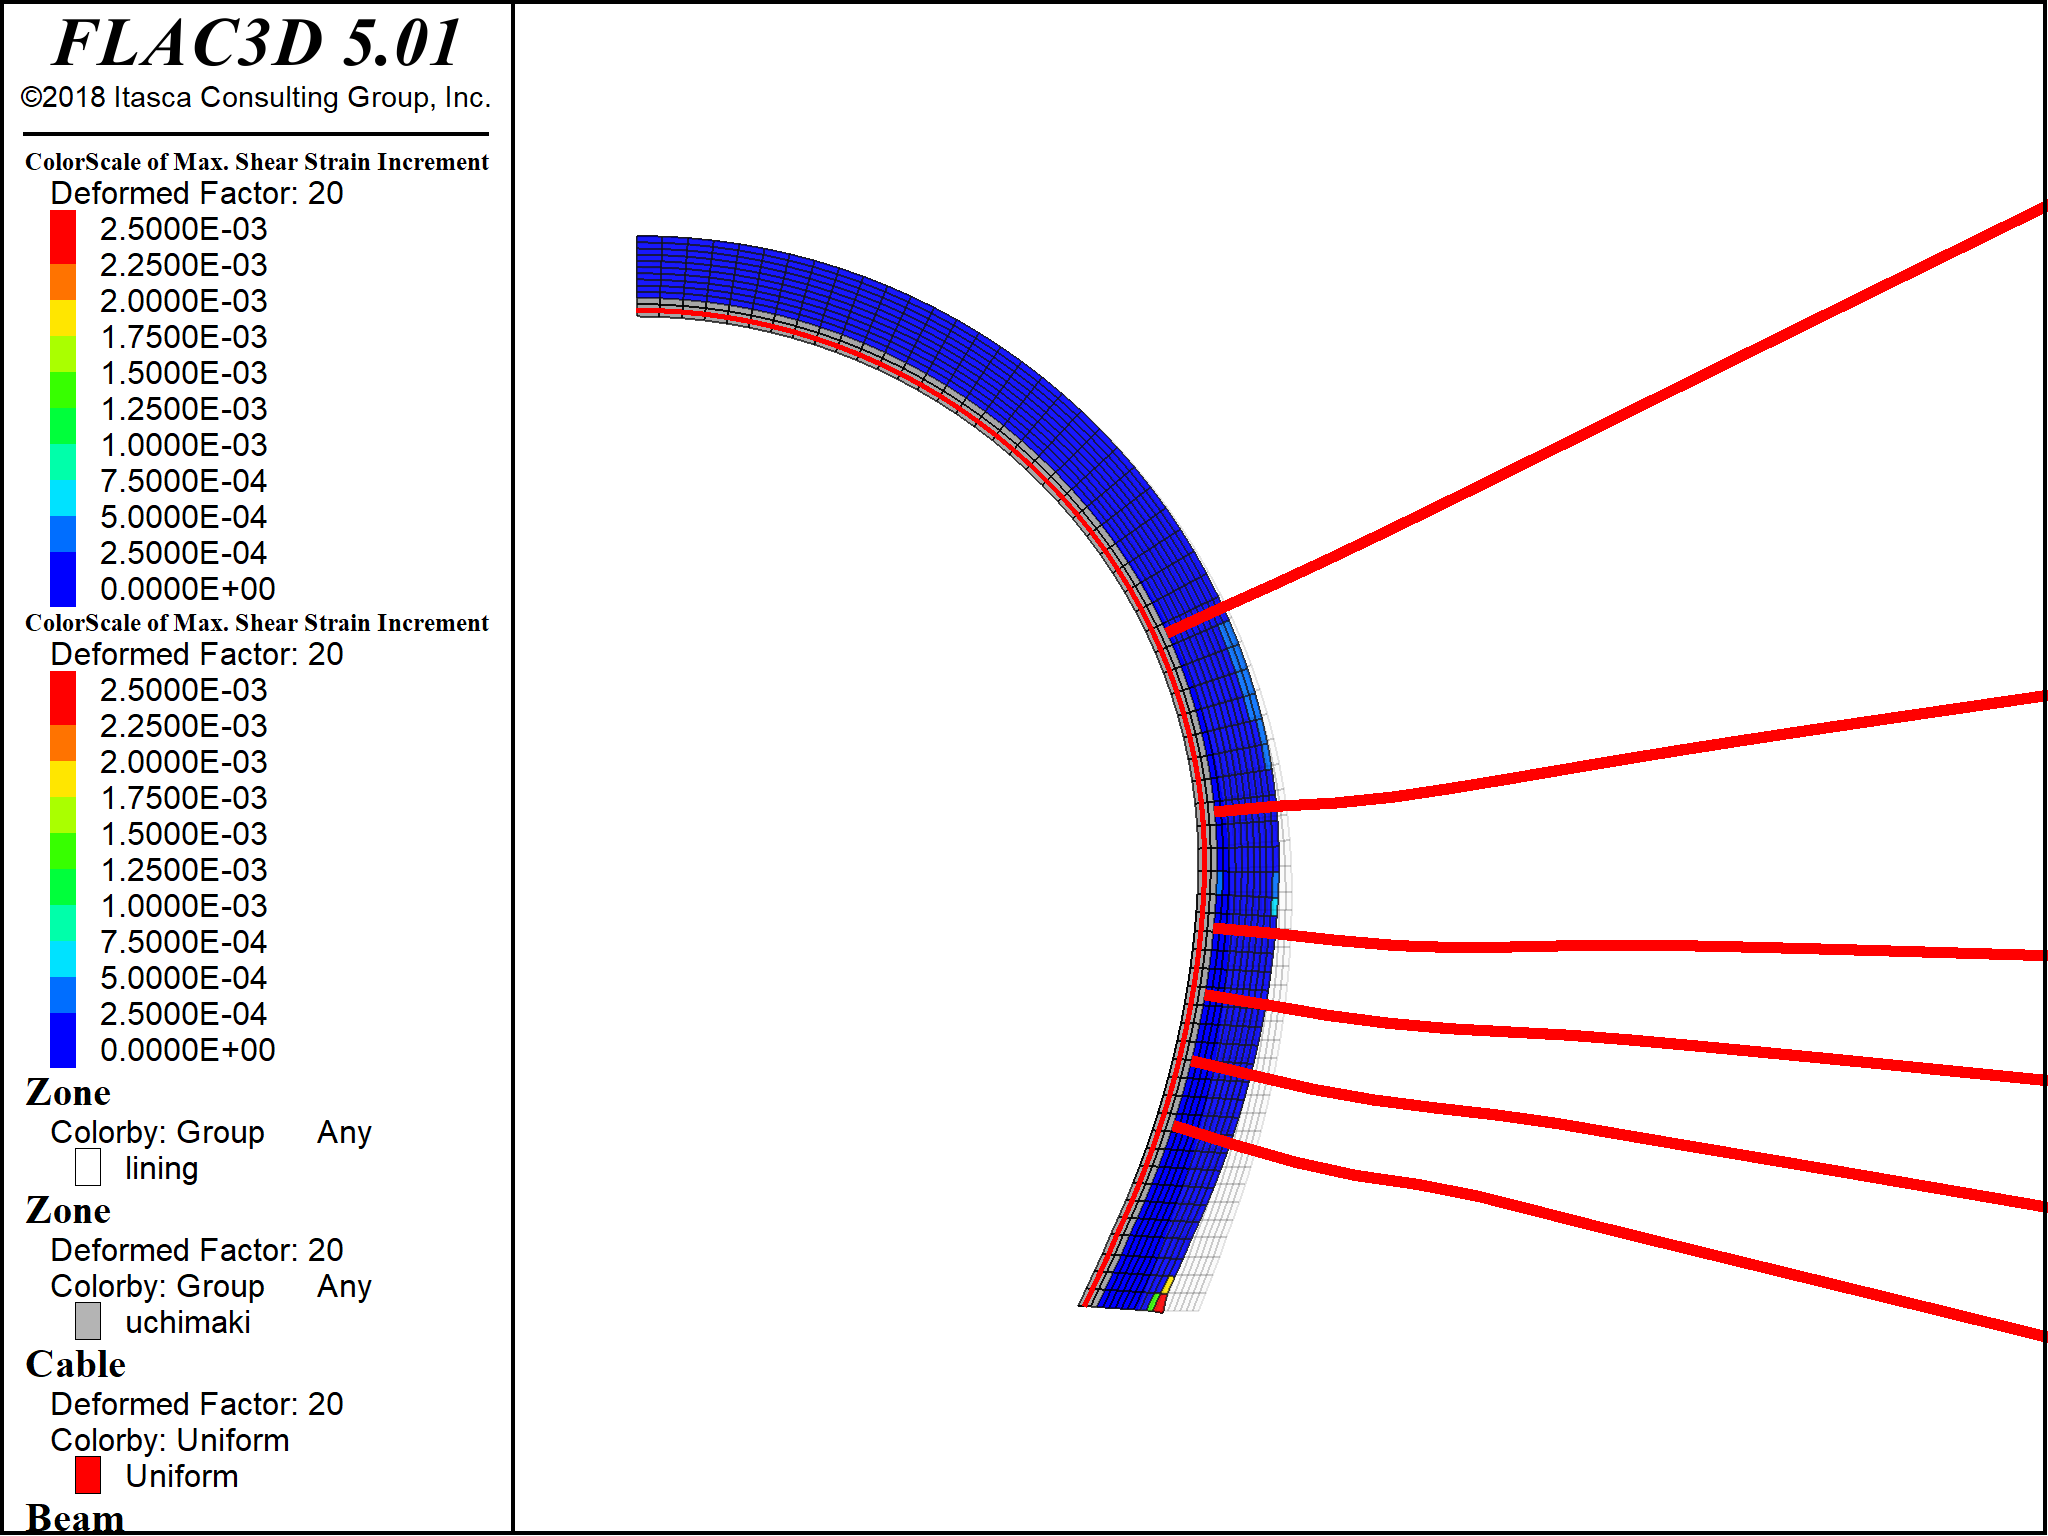 FLAC3D 5.01
©2018 Itasca Consulting Group, Inc.
ColorScale of Max. Shear Strain Increment
Deformed Factor: 20
2.5000E-03
2.2500E-03
2.0000E-03
1.7500E-03
1.5000E-03
1.2500E-03
1.0000E-03
7.5000E-04
5.0000E-04
2.5000E-04
0.0000E+00
ColorScale of Max. Shear Strain Increment
Deformed Factor: 20
2.5000E-03
2.2500E-03
2.0000E-03
1.7500E-03
1.5000E-03
1.2500E-03
1.0000E-03
7.5000E-04
5.0000E-04
2.5000E-04
0.0000E+00
Zone
Colorby: Group Any
lining
Zone
Deformed Factor: 20
Colorby: Group Any
uchimaki
Cable
Deformed Factor: 20
Colorby: Uniform
Uniform
Beam